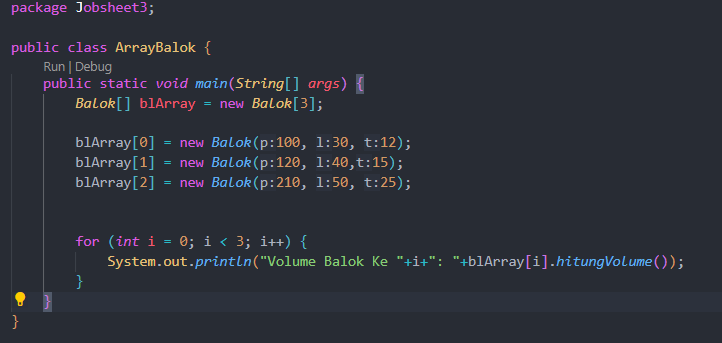 package Jobsheet3;
public class ArrayBalok {
Run | Debug
public static void main(String[] args) {
Balok[] blArray = new Balok[3];
blArray[0] = new Balok(p:100, l:30, t:12);
blArray[1] = new Balok(p:120, l:40,t:15);
blArray[2] = new Balok(p:210, l:50, t:25);
for (int i = 0; i < 3; i++) {
System.out.println("Volume Balok Ke "+i+": "+blArray[i].hitungVolume());
}
}
}